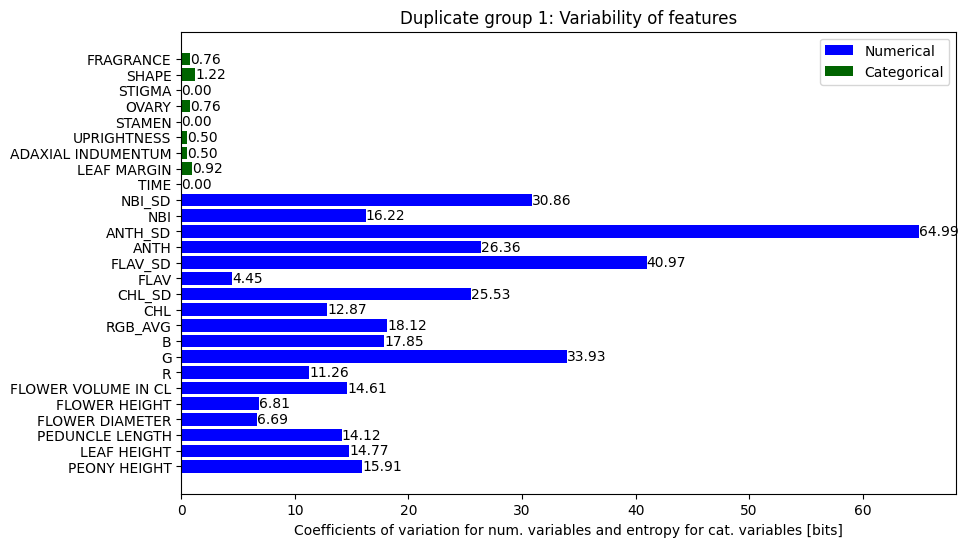 Duplicate group 1: Variability of features
Numerical
Categorical
FRAGRANCE 0.76
SHAPE 1.22
STIGMA 0.00
OVARY 0.76
STAMEN 0.00
UPRIGHTNESS 0.50
ADAXIAL INDUMENTUM 0.50
LEAF MARGIN 0.92
TIME 0.00
NBI_SD 30.86
NBI 16.22
ANTH_SD 64.99
ANTH 26.36
FLAV_SD 40.97
FLAV 4.45
CHL_SD 25.53
CHL 12.87
RGB_AVG 18.12
B 17.85
G 33.93
R 11.26
FLOWER VOLUME IN CL 14.61
FLOWER HEIGHT 6.81
FLOWER DIAMETER 6.69
PEDUNCLE LENGTH 14.12
LEAF HEIGHT 14.77
PEONY HEIGHT 15.91
0 10 20 30 40 50 60
Coefficients of variation for num. variables and entropy for cat. variables [bits]